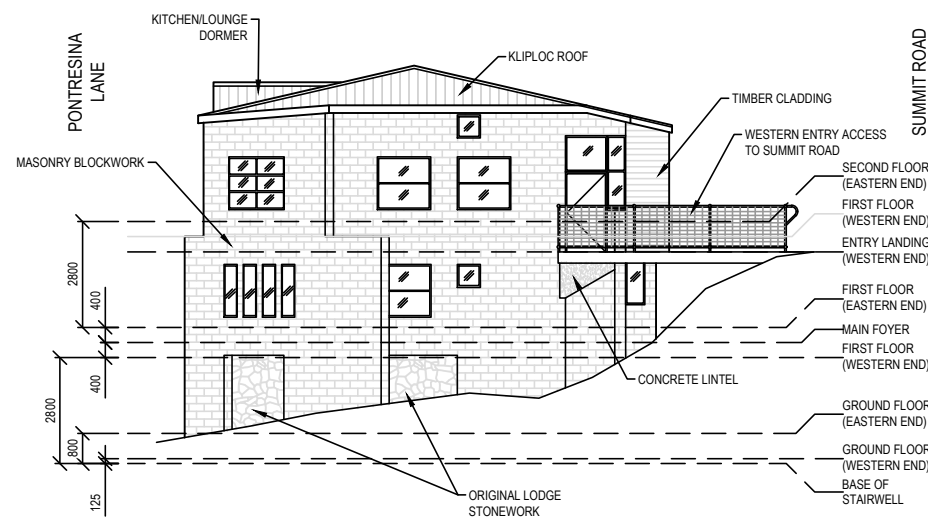 KITCHEN/LOUNGE
DORMER
PONTRESINA
LANE
SUMMIT ROAD
KLIPLOC ROOF
TIMBER CLADDING
WESTERN ENTRY ACCESS
TO SUMMIT ROAD
MASONRY BLOCKWORK
SECOND FLOOR
(EASTERN END)
FIRST FLOOR
(WESTERN END)
ENTRY LANDING
(WESTERN END)
2800
400
FIRST FLOOR
(EASTERN END)
MAIN FOYER
FIRST FLOOR
(WESTERN END)
CONCRETE LINTEL
400
2800
800
GROUND FLOOR
(EASTERN END)
GROUND FLOOR
(WESTERN END)
BASE OF
STAIRWELL
125
ORIGINAL LODGE
STONEWORK